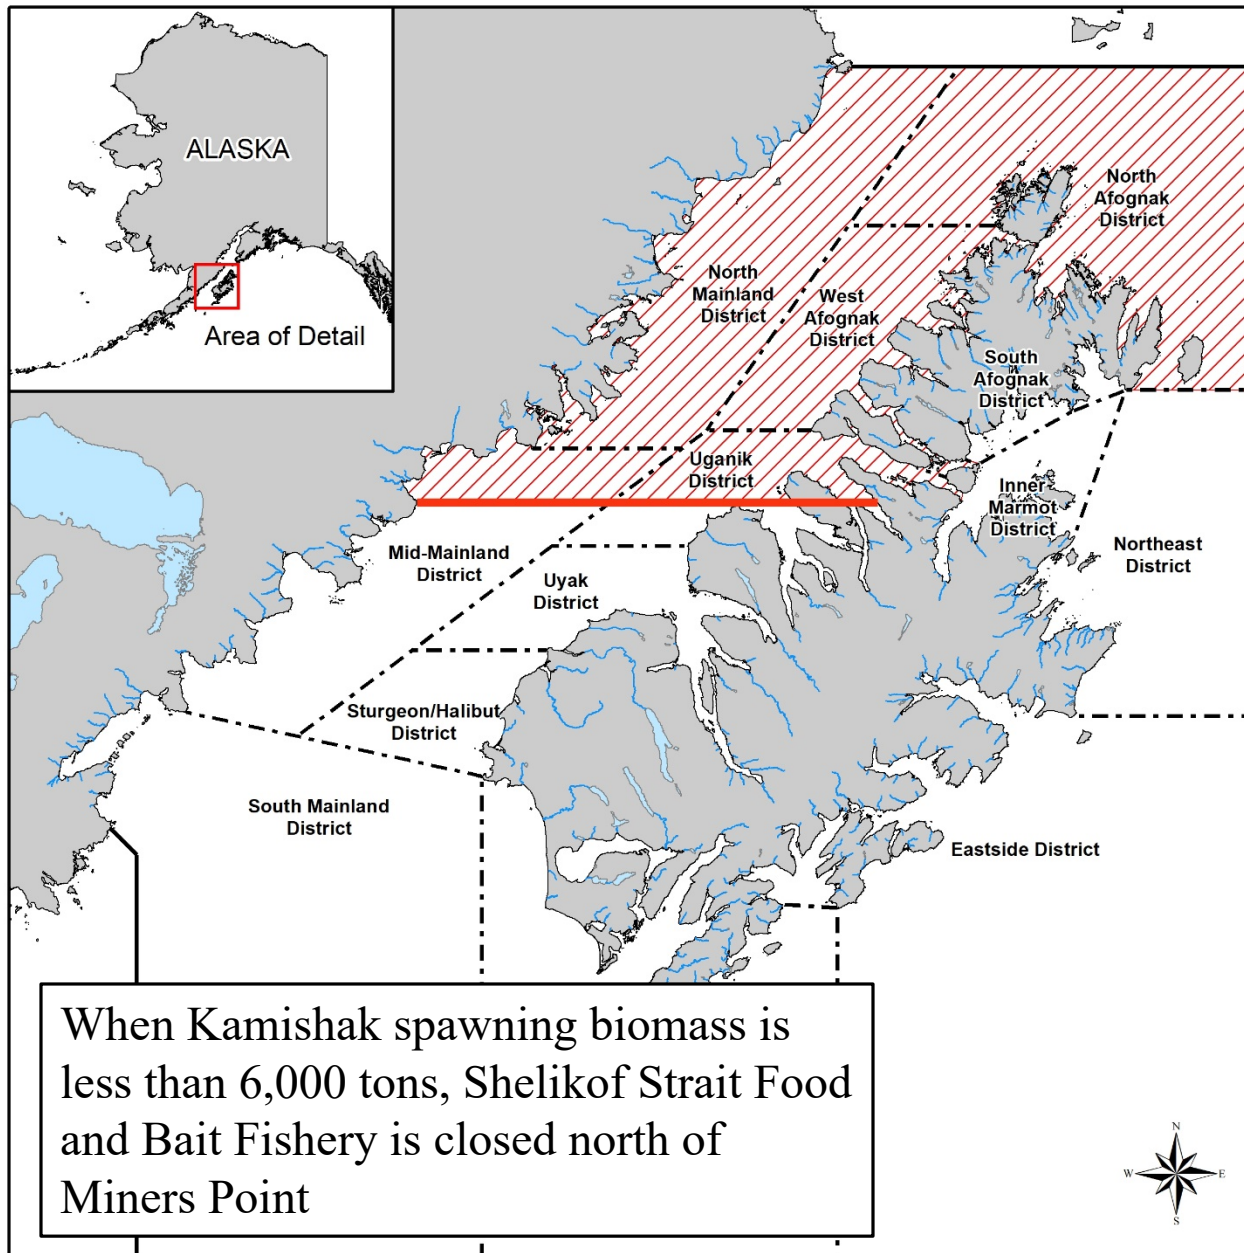 ALASKA
Area of Detail
North
Afognak
District
North
Mainland
District
West
Afognak
District
South
Afognak
District
Uganik
District
Inner
Marmot
District
Northeast
District
Mid-Mainland
District
Uyak
District
Sturgeon/Halibut
District
South Mainland
District
Eastside District
When Kamishak spawning biomass is
less than 6,000 tons, Shelikof Strait Food
and Bait Fishery is closed north of
Miners Point
N
W
E
S